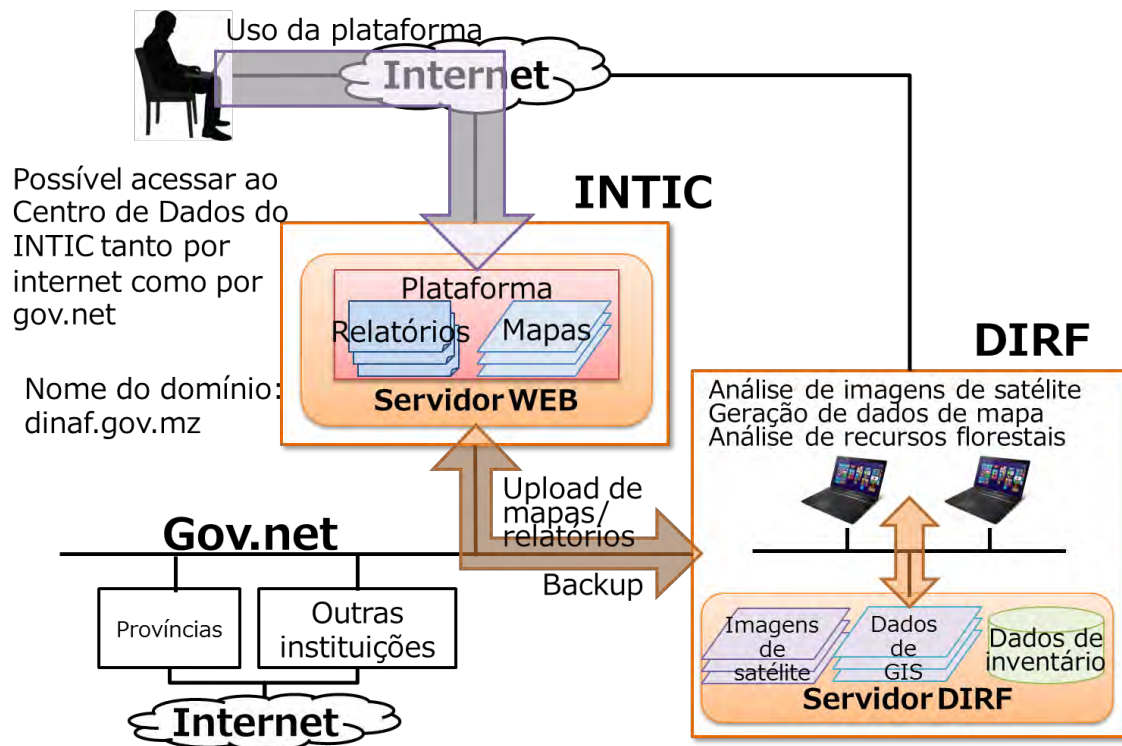 Uso da plataforma
Internet
Possível acessar ao
Centro de Dados do
INTIC tanto por
internet como por
gov.net
Nome do domínio:
dinaf.gov.mz
INTIC
Plataforma
Relatórios
Mapas
Servidor WEB
DIRF
Análise de imagens de satélite
Geração de dados de mapa
Análise de recursos florestais
Upload de
mapas/
relatórios
Backup
Gov.net
Províncias
Outras
instituições
Internet
Imagens
de
satélite
Dados
de
GIS
Dados de
inventário
Servidor DIRF